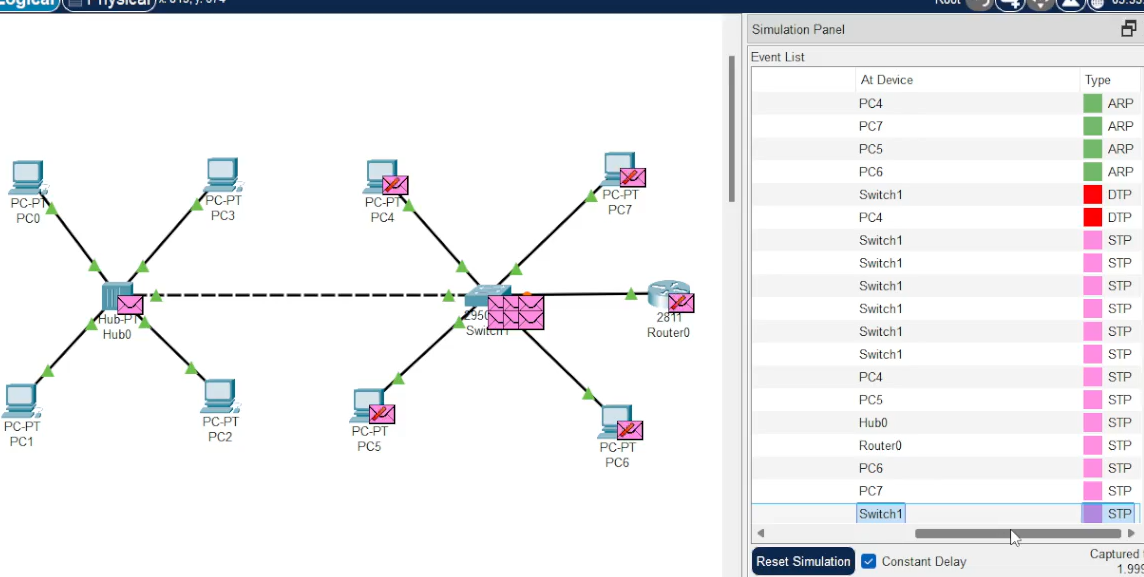 Logical Physical x: 819, y: 674 Root
Simulation Panel
Event List
At Device Type
PC4 ARP
PC7 ARP
PC5 ARP
PC6 ARP
Switch1 DTP
PC4 DTP
Switch1 STP
Switch1 STP
Switch1 STP
Switch1 STP
Switch1 STP
Switch1 STP
PC4 STP
PC5 STP
Hub0 STP
Router0 STP
PC6 STP
PC7 STP
Switch1 STP
Reset Simulation Constant Delay Captured
1.999
PC-PT
PC0
PC-PT
PC3
PC-PT
PC4
PC-PT
PC7
Hub-PT
Hub0
2950
Switch1
2811
Router0
PC-PT
PC1
PC-PT
PC2
PC-PT
PC5
PC-PT
PC6